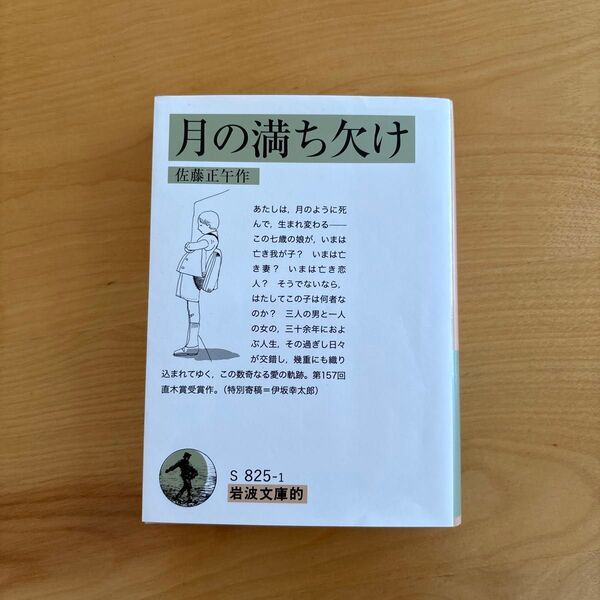 月の満ち欠け
佐藤正午作
あたしは，月のように死
んで，生まれ変わる――
この七歳の娘が，いまは
亡き我が子？　いまは亡
き妻？　いまは亡き恋
人？　そうでないなら，
はたしてこの子は何者な
のか？　三人の男と一人
の女の，三十余年におよ
ぶ人生，その過ぎし日々
が交錯し，幾重にも織り
込まれてゆく，この数奇なる愛の軌跡。第157回
直木賞受賞作。（特別寄稿＝伊坂幸太郎）
S 825-1
岩波文庫的